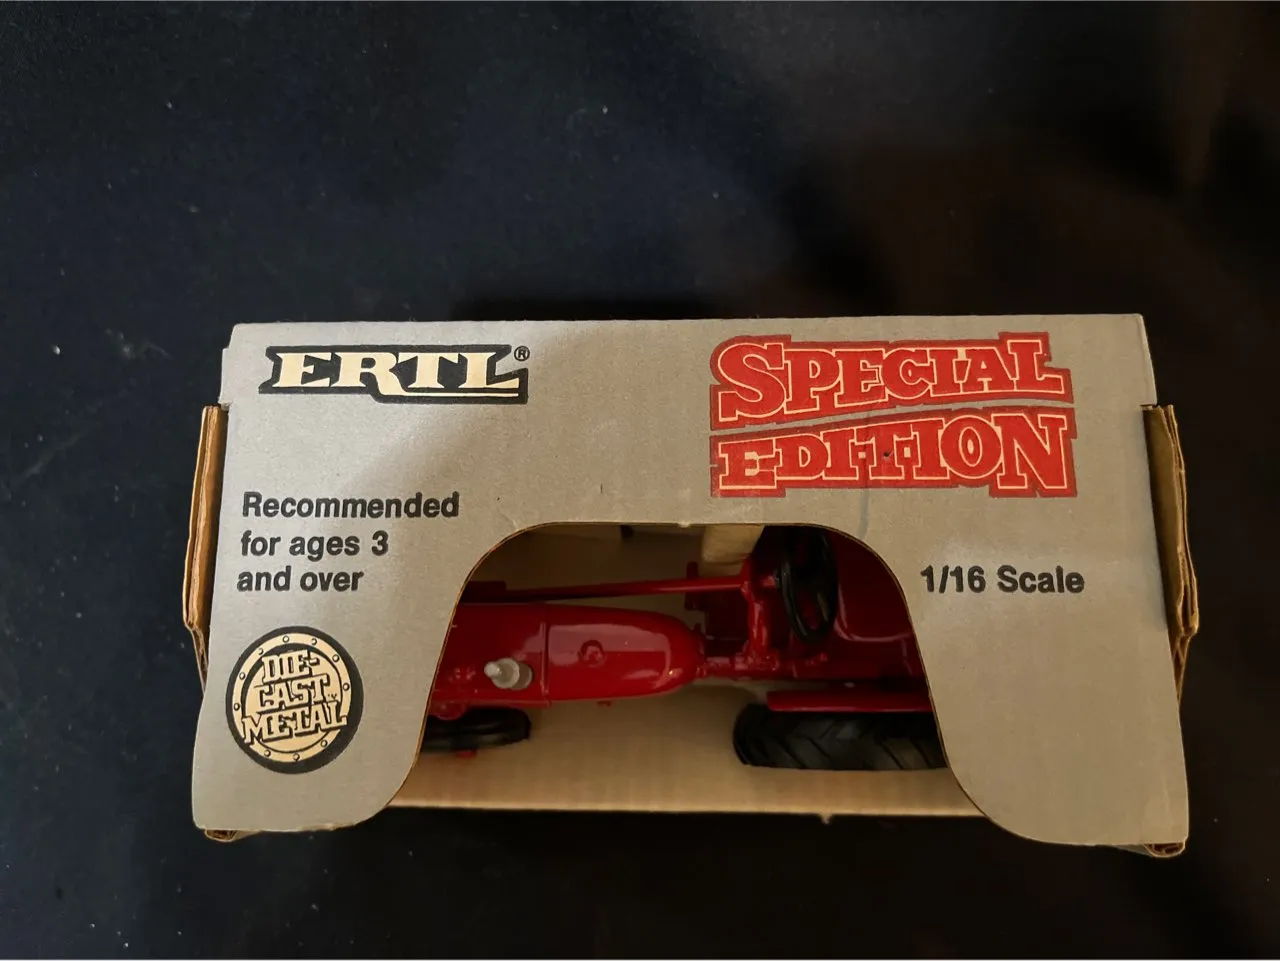 ERTL®
SPECIAL
EDITION
Recommended
for ages 3
and over
1/16 Scale
DIE-
CAST
METAL